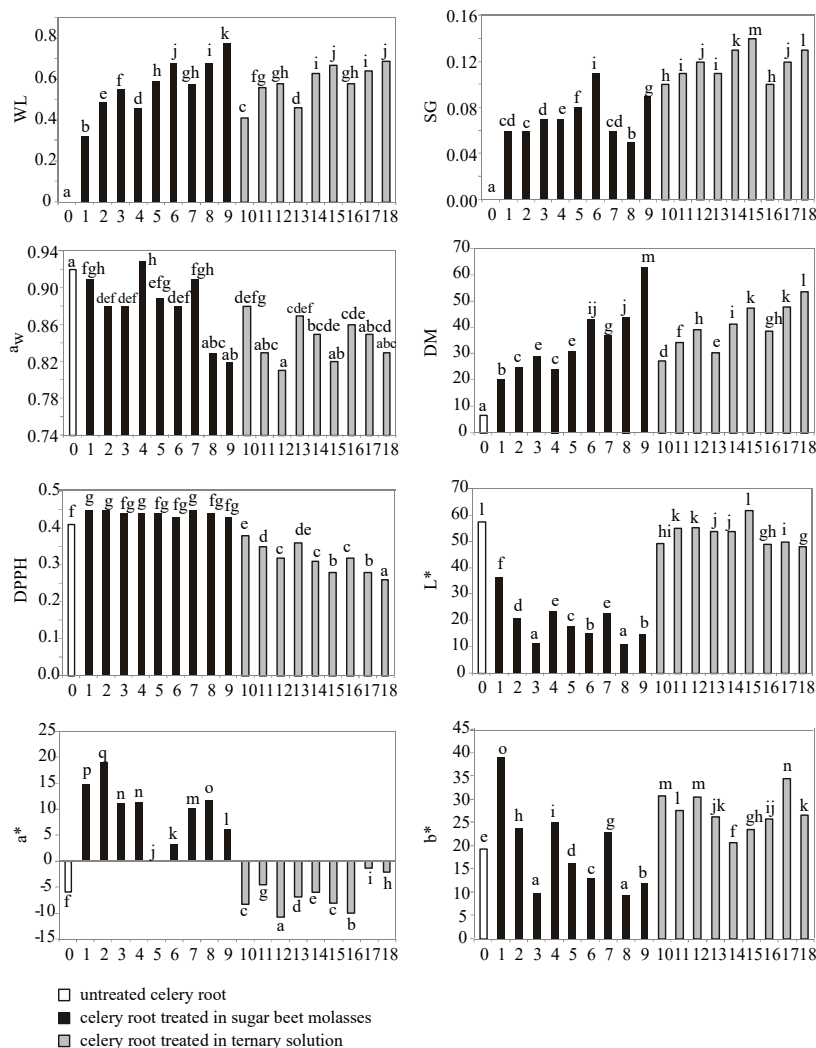 WL
0.8
0.6
0.4
0.2
0
a b e f d h j gh i k c fg gh d i j gh i j
0 1 2 3 4 5 6 7 8 9 10 11 12 13 14 15 16 17 18
SG
0.16
0.12
0.08
0.04
0.00
a cd c d e f i cd b g h i j i k m h j l
0 1 2 3 4 5 6 7 8 9 10 11 12 13 14 15 16 17 18
aw
0.94
0.90
0.86
0.82
0.78
0.74
a fgh def def h efg def fgh abc ab defg abc a cdef bcde ab cde abcd abc
0 1 2 3 4 5 6 7 8 9 10 11 12 13 14 15 16 17 18
DM
70
60
50
40
30
20
10
0
a b c e c e ij g j m d f h e i k gh k l
0 1 2 3 4 5 6 7 8 9 10 11 12 13 14 15 16 17 18
DPPH
0.5
0.4
0.3
0.2
0.1
0.0
f g g fg g fg fg g fg fg e d c de c b c b a
0 1 2 3 4 5 6 7 8 9 10 11 12 13 14 15 16 17 18
L*
70
60
50
40
30
20
10
0
l f d a e c b e a b hi k k j j l gh i g
0 1 2 3 4 5 6 7 8 9 10 11 12 13 14 15 16 17 18
a*
25
20
15
10
5
0
-5
-10
-15
f p q n n j k m o l c g a d e c b i h
0 1 2 3 4 5 6 7 8 9 10 11 12 13 14 15 16 17 18
b*
45
40
35
30
25
20
15
10
5
0
e o h a i d c g a b m l m jk f gh ij n k
0 1 2 3 4 5 6 7 8 9 10 11 12 13 14 15 16 17 18
untreated celery root
celery root treated in sugar beet molasses
celery root treated in ternary solution